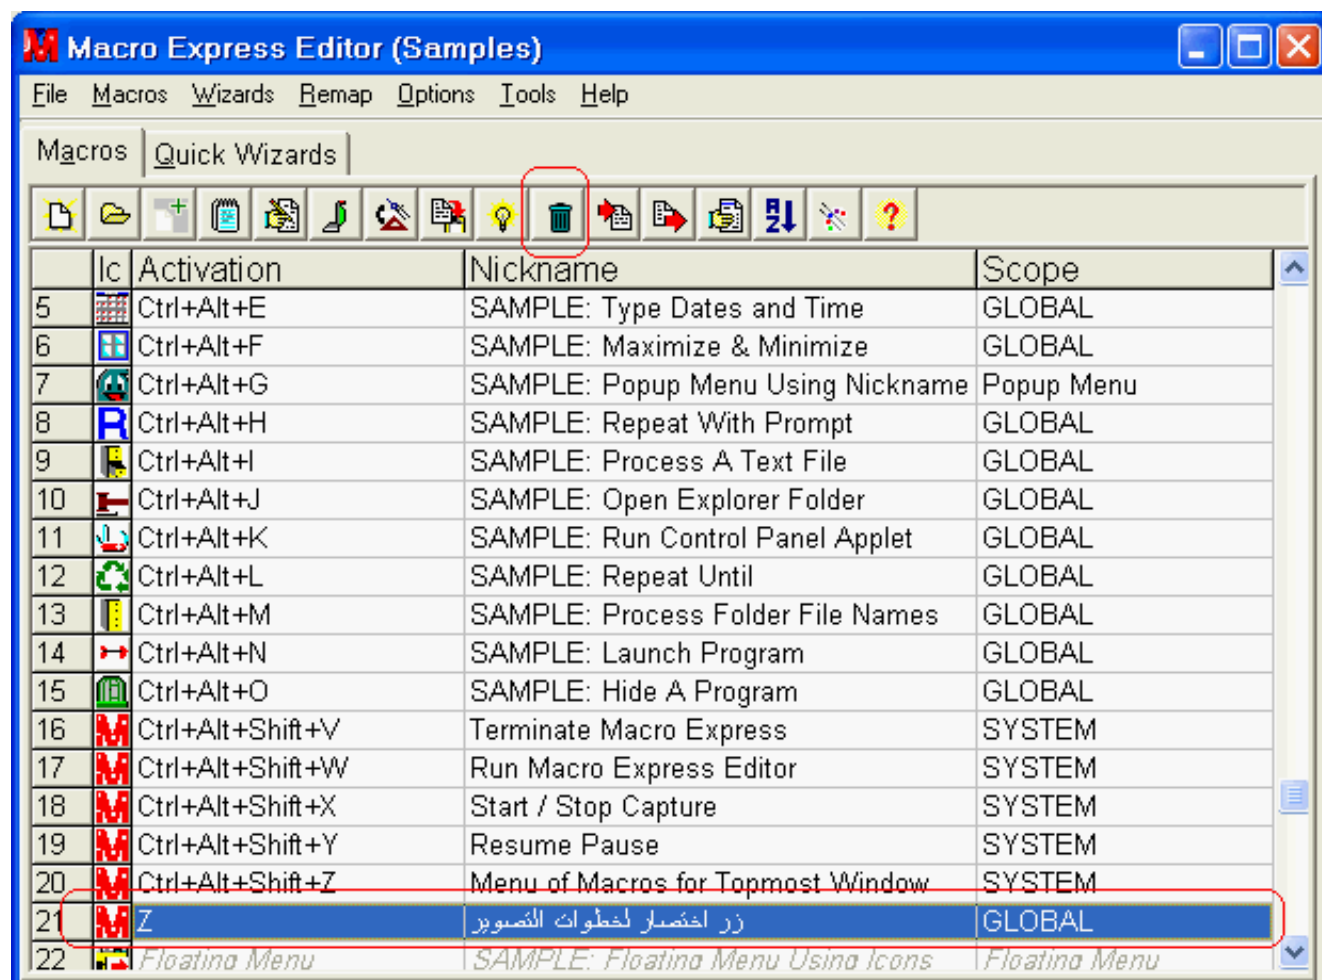 Macro Express Editor (Samples)
File Macros Wizards Remap Options Tools Help
Macros Quick Wizards
Ic Activation Nickname Scope
5 Ctrl+Alt+E SAMPLE: Type Dates and Time GLOBAL
6 Ctrl+Alt+F SAMPLE: Maximize & Minimize GLOBAL
7 Ctrl+Alt+G SAMPLE: Popup Menu Using Nickname Popup Menu
8 Ctrl+Alt+H SAMPLE: Repeat With Prompt GLOBAL
9 Ctrl+Alt+I SAMPLE: Process A Text File GLOBAL
10 Ctrl+Alt+J SAMPLE: Open Explorer Folder GLOBAL
11 Ctrl+Alt+K SAMPLE: Run Control Panel Applet GLOBAL
12 Ctrl+Alt+L SAMPLE: Repeat Until GLOBAL
13 Ctrl+Alt+M SAMPLE: Process Folder File Names GLOBAL
14 Ctrl+Alt+N SAMPLE: Launch Program GLOBAL
15 Ctrl+Alt+O SAMPLE: Hide A Program GLOBAL
16 Ctrl+Alt+Shift+V Terminate Macro Express SYSTEM
17 Ctrl+Alt+Shift+W Run Macro Express Editor SYSTEM
18 Ctrl+Alt+Shift+X Start / Stop Capture SYSTEM
19 Ctrl+Alt+Shift+Y Resume Pause SYSTEM
20 Ctrl+Alt+Shift+Z Menu of Macros for Topmost Window SYSTEM
21 Z زر اختصار لخطوات التصوير GLOBAL
22 Floating Menu SAMPLE: Floating Menu Using Icons Floating Menu